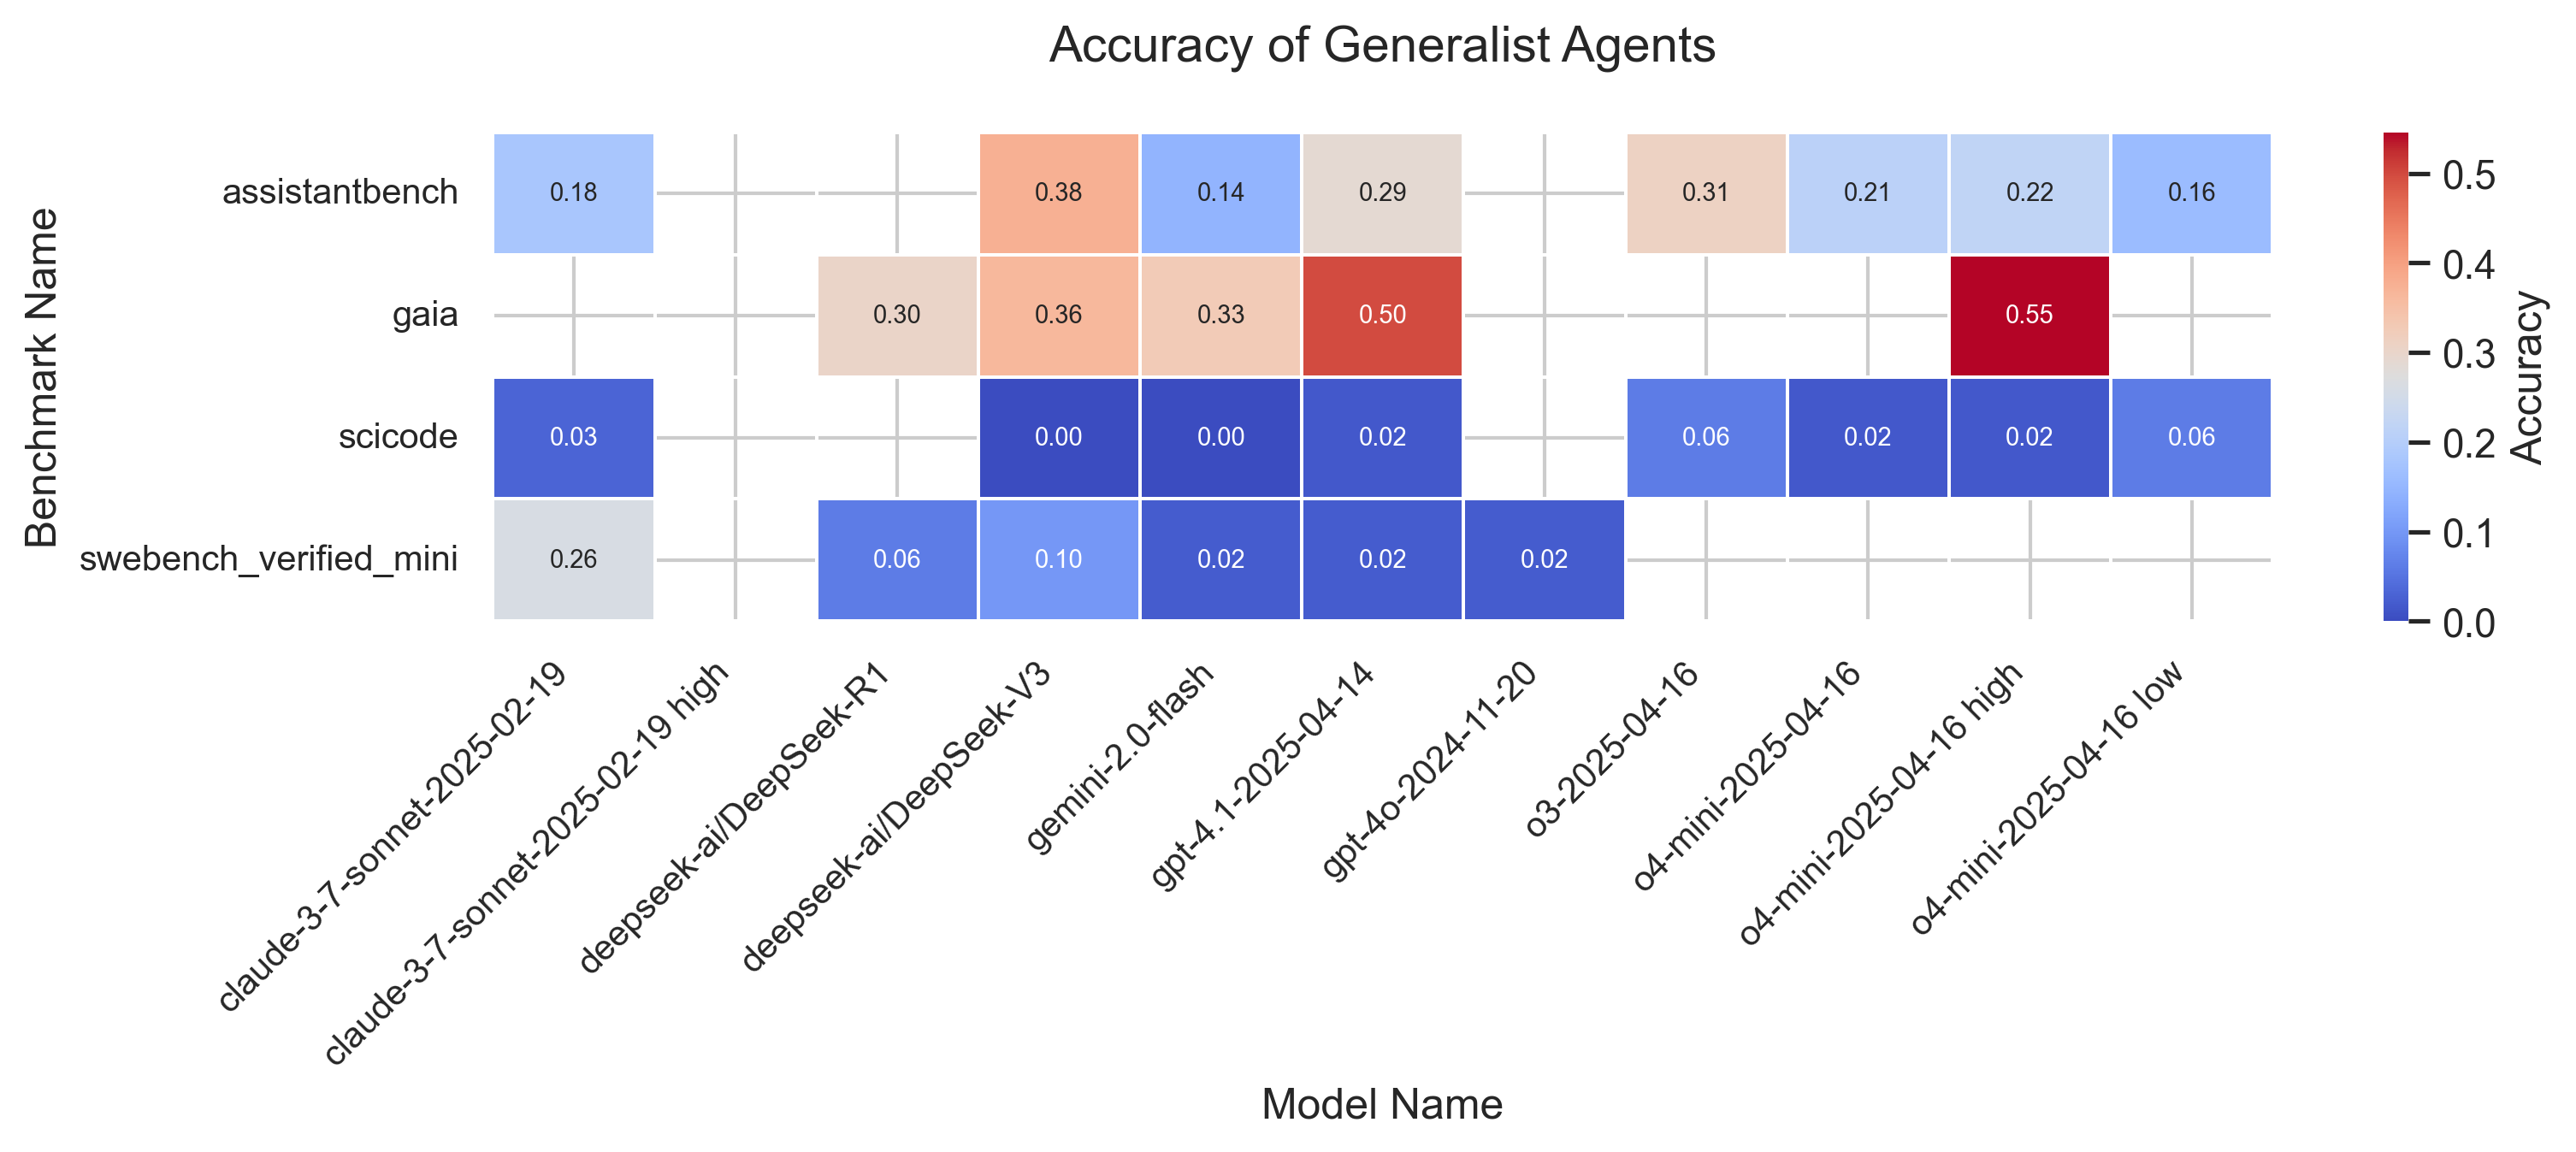 Accuracy of Generalist Agents
Benchmark Name
assistantbench
0.18
0.38
0.14
0.29
0.31
0.21
0.22
0.16
gaia
0.30
0.36
0.33
0.50
0.55
scicode
0.03
0.00
0.00
0.02
0.06
0.02
0.02
0.06
swebench_verified_mini
0.26
0.06
0.10
0.02
0.02
0.02
claude-3-7-sonnet-2025-02-19
claude-3-7-sonnet-2025-02-19 high
deepseek-ai/DeepSeek-R1
deepseek-ai/DeepSeek-V3
gemini-2.0-flash
gpt-4.1-2025-04-14
gpt-4o-2024-11-20
o3-2025-04-16
o4-mini-2025-04-16
o4-mini-2025-04-16 high
o4-mini-2025-04-16 low
Model Name
0.5
0.4
0.3
0.2
0.1
0.0
Accuracy